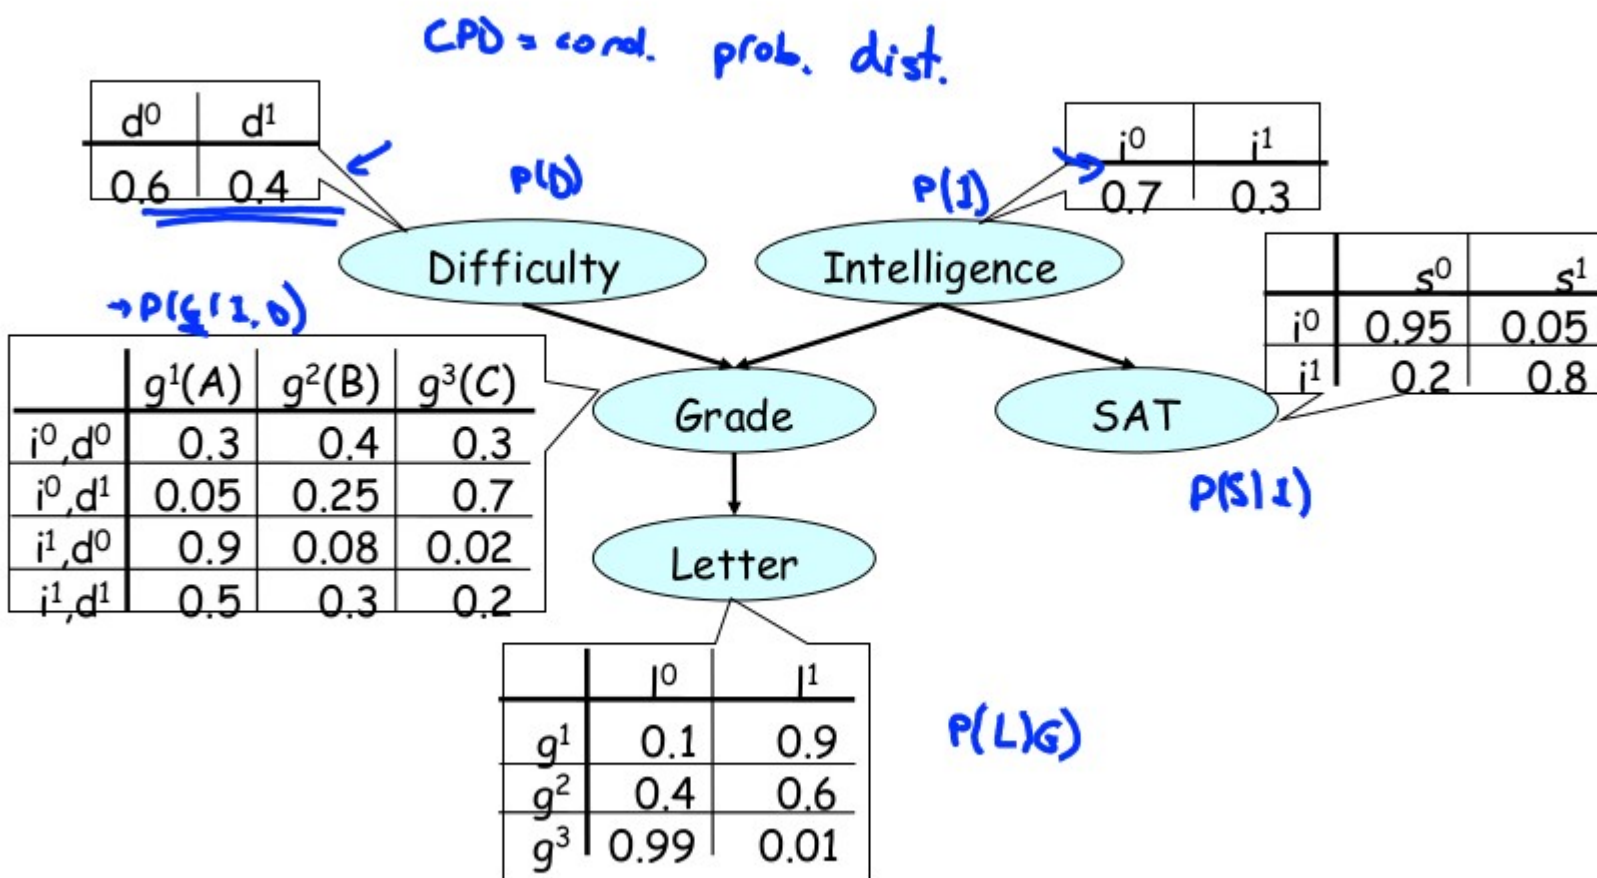 CPD = cond. prob. dist.
d⁰ d¹
0.6 0.4
P(D)
P(I)
i⁰ i¹
0.7 0.3
Difficulty
Intelligence
s⁰ s¹
i⁰ 0.95 0.05
i¹ 0.2 0.8
→P(G|I,D)
g¹(A) g²(B) g³(C)
i⁰,d⁰ 0.3 0.4 0.3
i⁰,d¹ 0.05 0.25 0.7
i¹,d⁰ 0.9 0.08 0.02
i¹,d¹ 0.5 0.3 0.2
Grade
SAT
P(S|I)
Letter
l⁰ l¹
g¹ 0.1 0.9
g² 0.4 0.6
g³ 0.99 0.01
P(L|G)